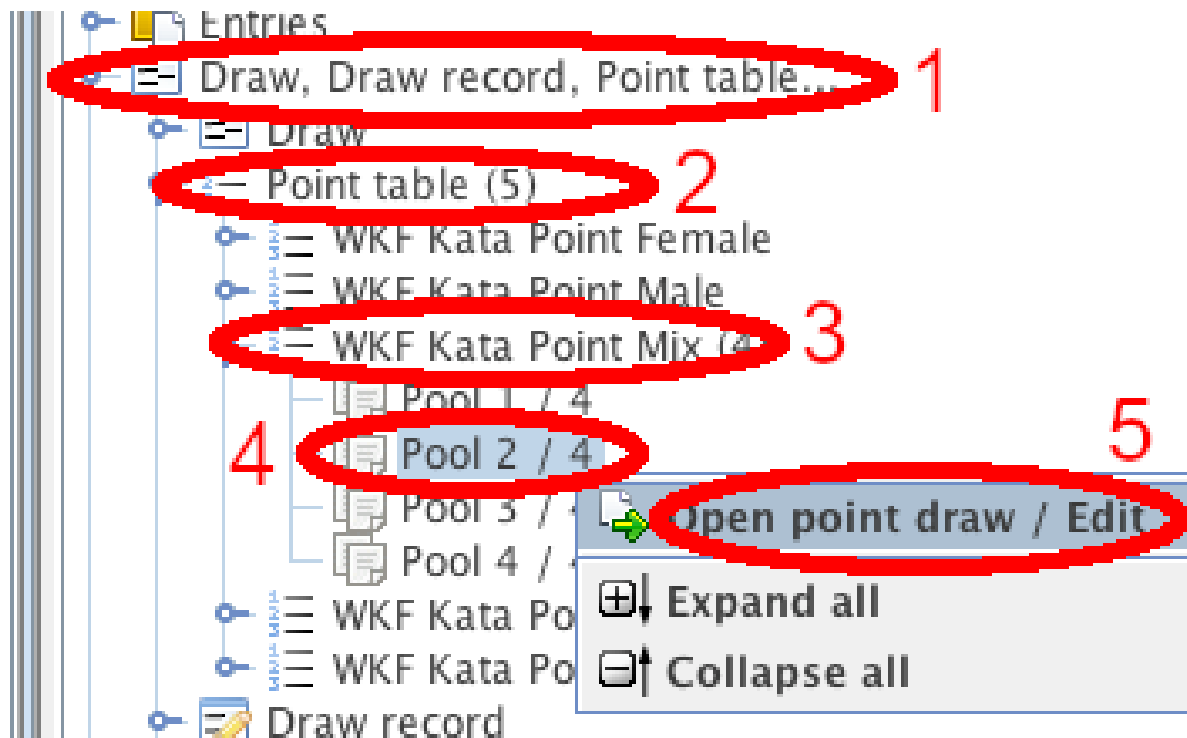 Entries
Draw, Draw record, Point table... 1
Draw
Point table (5) 2
WKF Kata Point Female
WKF Kata Point Male
WKF Kata Point Mix (4 3
Pool 1 / 4
4 Pool 2 / 4 5
Pool 3 / 4
Open point draw / Edit
Pool 4 /
Expand all
WKF Kata Po
Collapse all
WKF Kata Po
Draw record